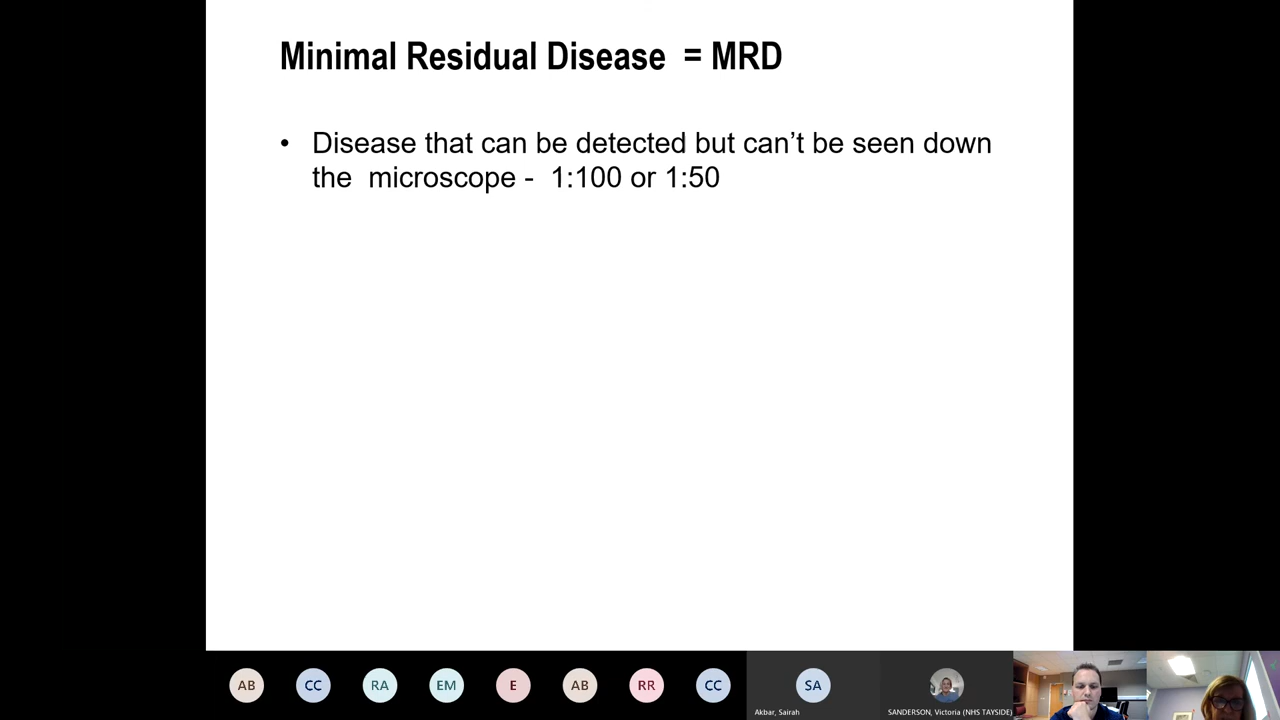 Minimal Residual Disease = MRD
• Disease that can be detected but can't be seen down
the microscope - 1:100 or 1:50
AB CC RA EM E AB RR CC SA
Akbar, Sairah
SANDERSON, Victoria (NHS TAYSIDE)